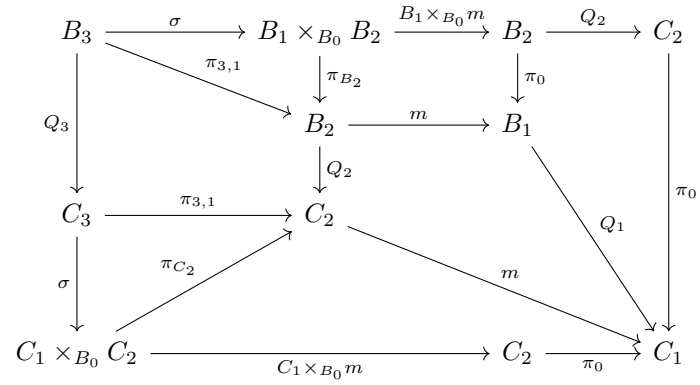 B_3 σ B_1 ×_{B_0} B_2 B_1×_{B_0}m B_2 Q_2 C_2
π_{3,1} π_{B_2} π_0
Q_3 B_2 m B_1
Q_2 π_0
C_3 π_{3,1} C_2 Q_1
σ π_{C_2} m
C_1 ×_{B_0} C_2 C_1×_{B_0}m C_2 π_0 C_1